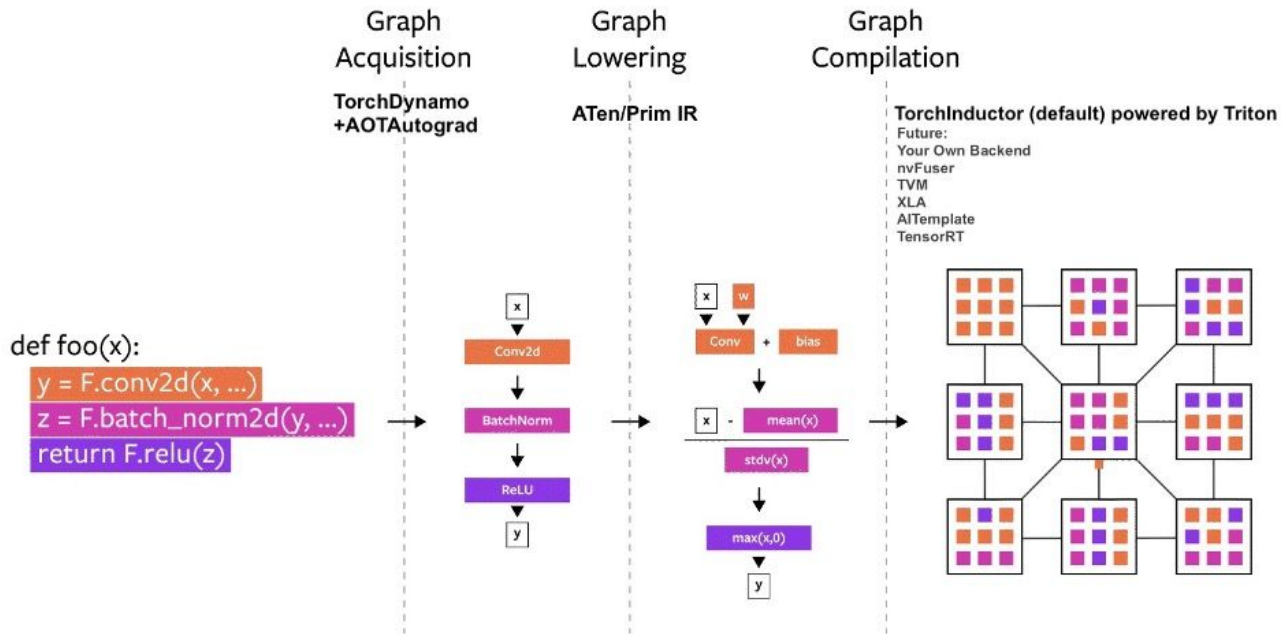 Graph
Acquisition
TorchDynamo
+AOTAutograd
Graph
Lowering
ATen/Prim IR
Graph
Compilation
TorchInductor (default) powered by Triton
Future:
Your Own Backend
nvFuser
TVM
XLA
AITemplate
TensorRT
def foo(x):
y = F.conv2d(x, ...)
z = F.batch_norm2d(y, ...)
return F.relu(z)
x
Conv2d
BatchNorm
ReLU
y
x w
Conv + bias
x - mean(x)
stdv(x)
max(x,0)
y